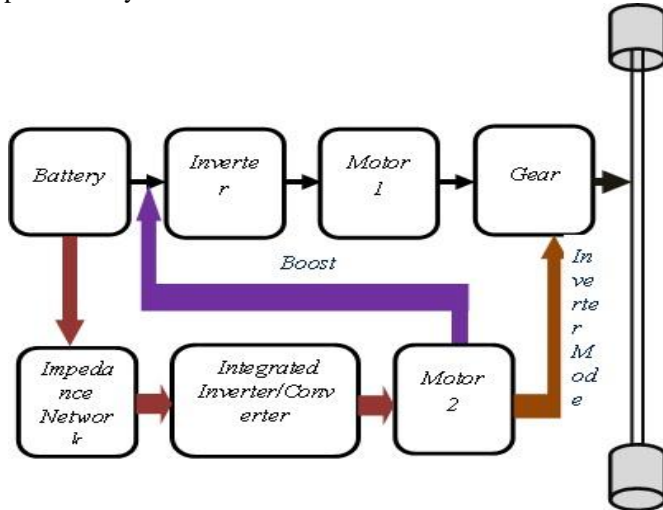 Battery
Inverte
r
Motor
1
Gear
Boost
In
ve
rte
r M
od
e
Impeda
nce
Networ
k
Integrated
Inverter/Conv
erter
Motor
2